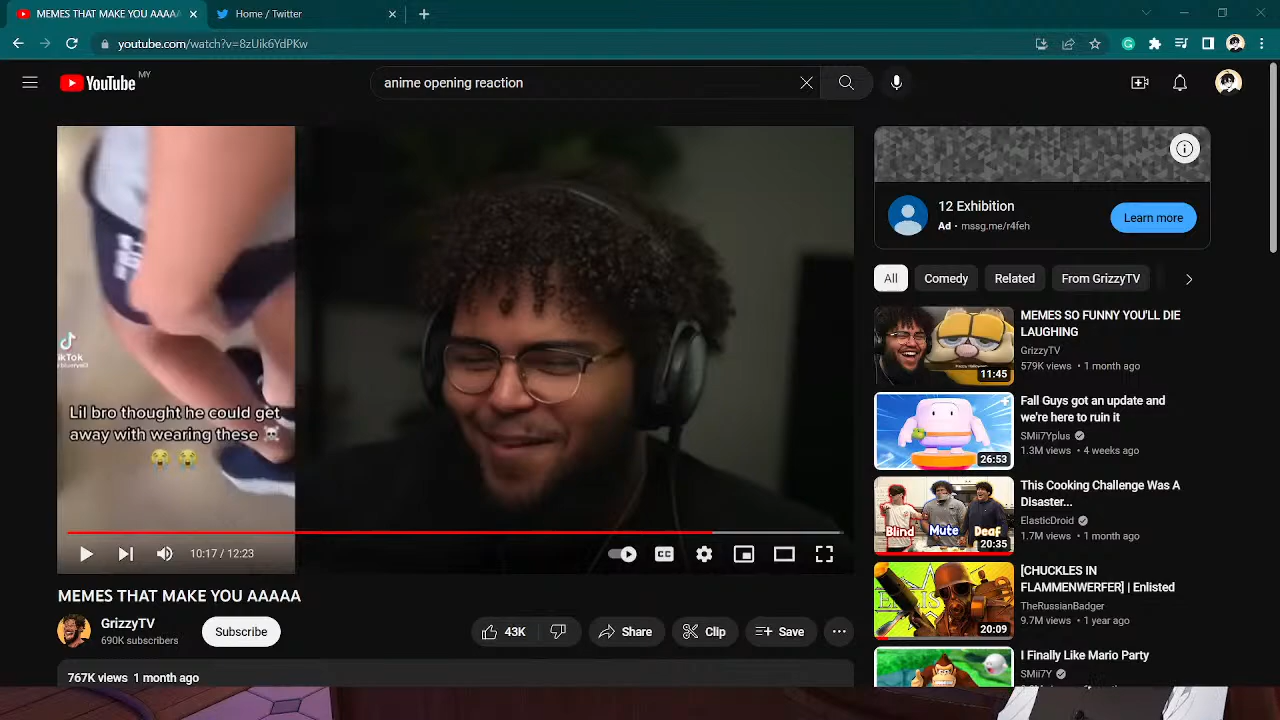 MEMES THAT MAKE YOU AAAAA
Home / Twitter
youtube.com/watch?v=8zUik6YdPKw
YouTube MY
anime opening reaction
Lil bro thought he could get
away with wearing these ☠️
😭 😭
10:17 / 12:23
CC
MEMES THAT MAKE YOU AAAAA
GrizzyTV
690K subscribers
Subscribe
43K
Share
Clip
Save
767K views 1 month ago
12 Exhibition
Ad · mssg.me/r4feh
Learn more
All
Comedy
Related
From GrizzyTV
MEMES SO FUNNY YOU'LL DIE
LAUGHING
GrizzyTV
579K views • 1 month ago
11:45
Fall Guys got an update and
we're here to ruin it
SMii7Yplus
1.3M views • 4 weeks ago
26:53
This Cooking Challenge Was A
Disaster...
ElasticDroid
1.7M views • 1 month ago
Blind Mute Deaf
20:35
[CHUCKLES IN
FLAMMENWERFER] | Enlisted
TheRussianBadger
9.7M views • 1 year ago
20:09
I Finally Like Mario Party
SMii7Y